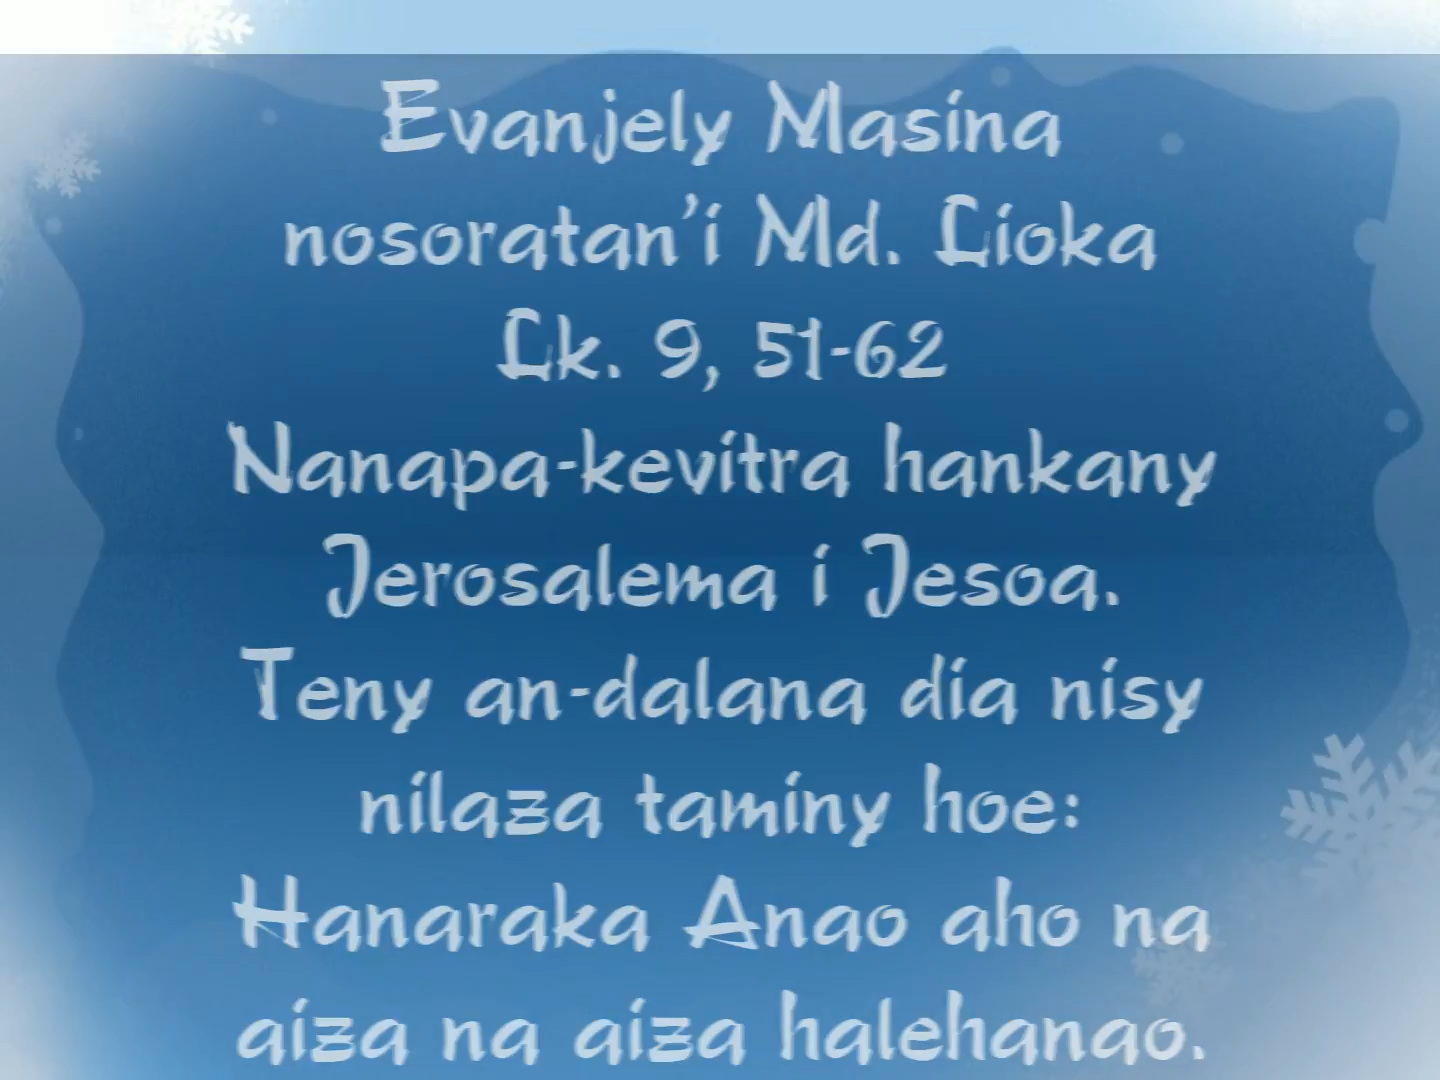 Evanjely Masina
nosoratan’i Md. Lioka
Lk. 9, 51-62
Nanapa-kevitra hankany
Jerosalema i Jesoa.
Teny an-dalana dia nisy
nilaza taminy hoe:
Hanaraka Anao aho na
aiza na aiza halehanao.